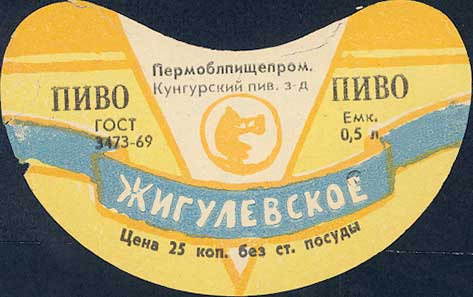 Пермоблпищепром.
Кунгурский пив. з-д
ПИВО
ГОСТ
3473-69
ПИВО
Емк.
0,5 л
ЖИГУЛЕВСКОЕ
Цена 25 коп. без ст. посуды